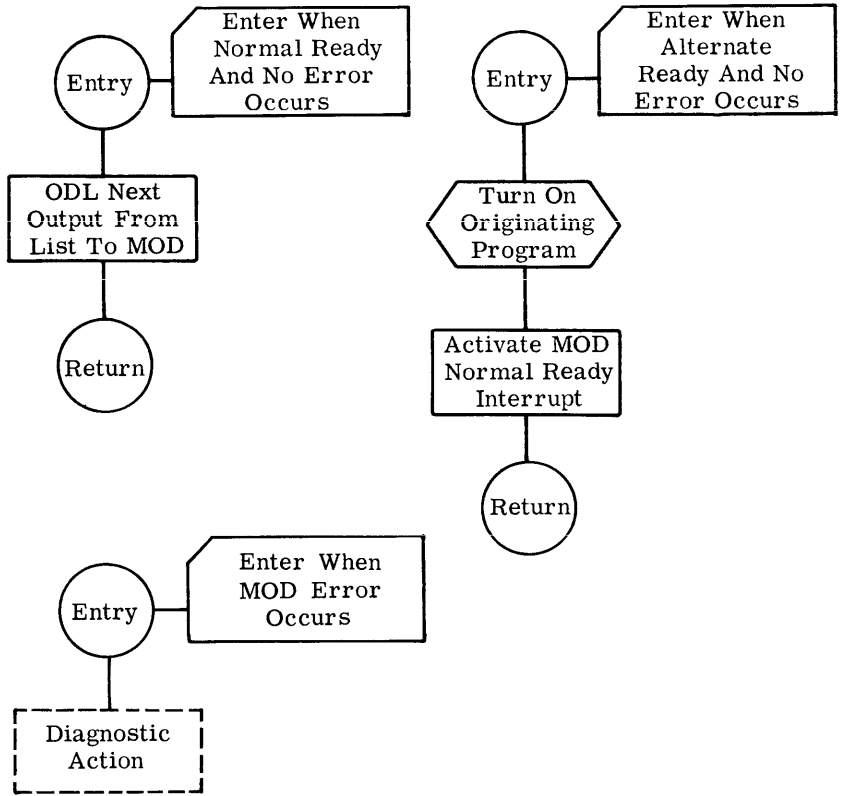 Entry
Enter When
Normal Ready
And No Error
Occurs
ODL Next
Output From
List To MOD
Return
Entry
Enter When
Alternate
Ready And No
Error Occurs
Turn On
Originating
Program
Activate MOD
Normal Ready
Interrupt
Return
Entry
Enter When
MOD Error
Occurs
Diagnostic
Action